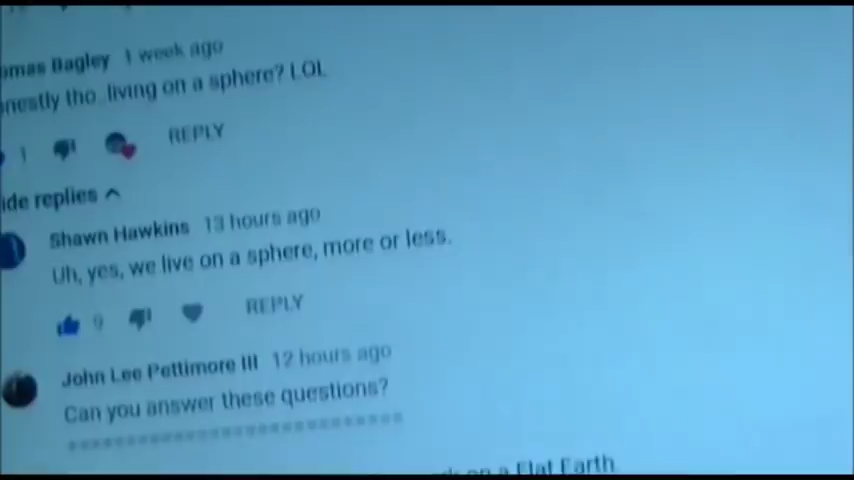 omas Bagley 1 week ago
nestly tho, living on a sphere? LOL
1 REPLY
ide replies
Shawn Hawkins 13 hours ago
Uh, yes, we live on a sphere, more or less.
9 REPLY
John Lee Pettimore III 12 hours ago
Can you answer these questions?
on a Flat Earth